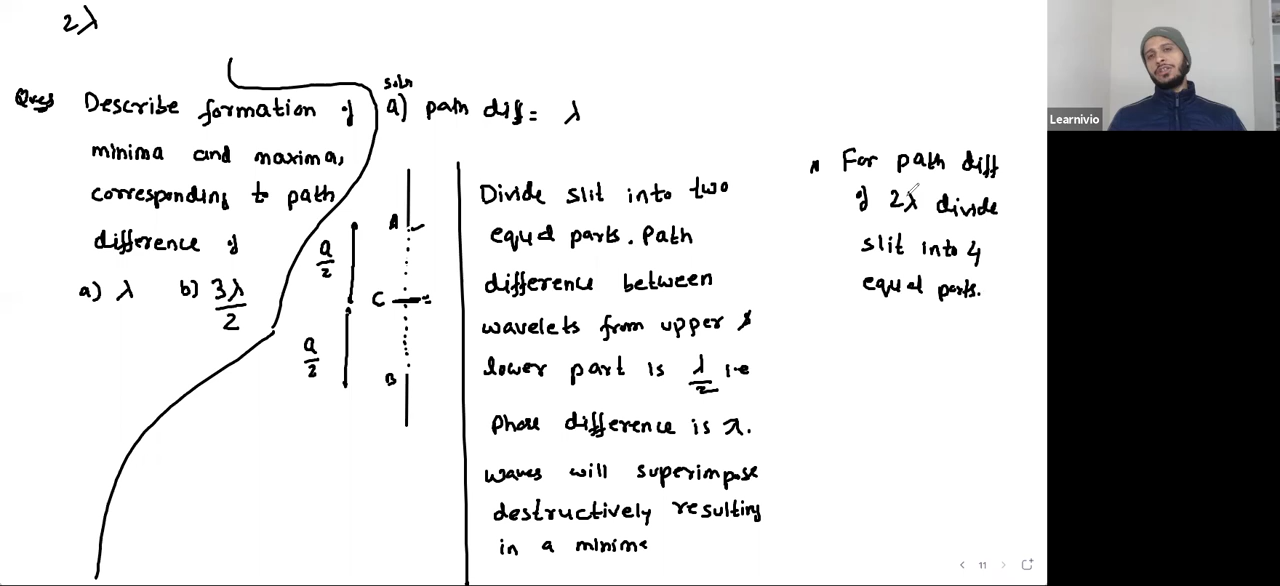 2λ
Ques Describe formation of
minima and maxima,
corresponding to path
difference of
a) λ b) 3λ/2
soln
a) path diff = λ
A
a/2
C
a/2
B
Divide slit into two
equal parts. Path
difference between
wavelets from upper &
lower part is λ/2 i.e
phase difference is π.
waves will superimpose
destructively resulting
in a minima
For path diff
of 2λ divide
slit into 4
equal parts.
Learnivio
11